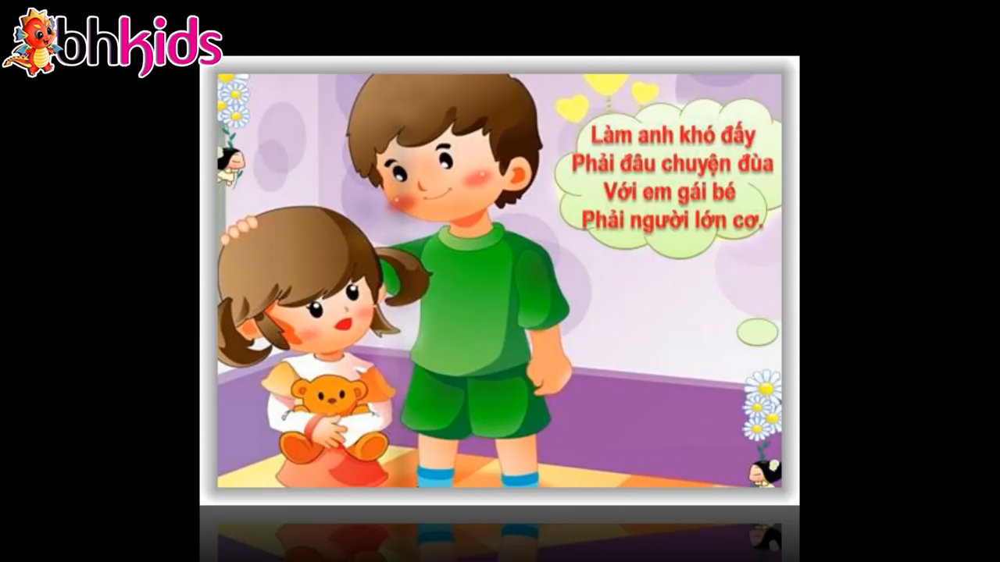 bhkids
Làm anh khó đấy
Phải đâu chuyện đùa
Với em gái bé
Phải người lớn cơ.